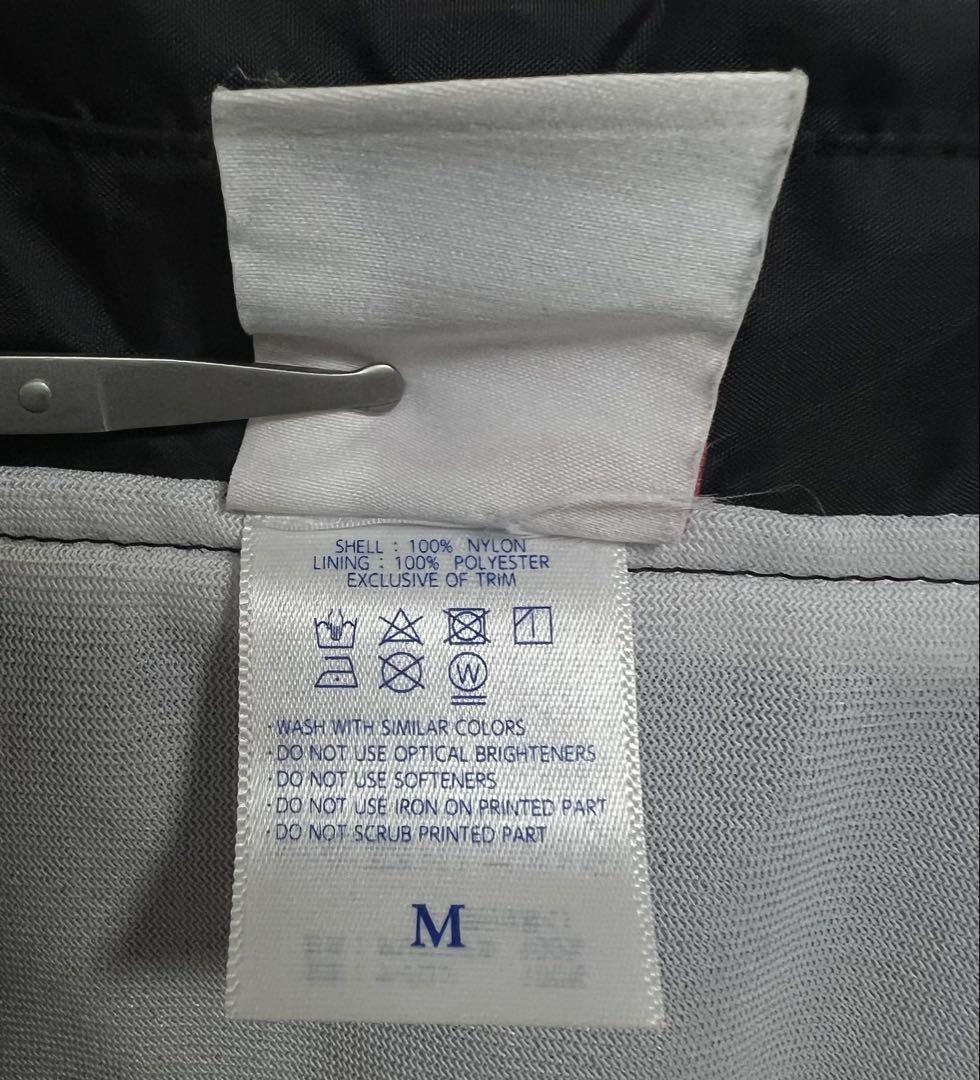 SHELL : 100% NYLON
LINING : 100% POLYESTER
EXCLUSIVE OF TRIM
W
· WASH WITH SIMILAR COLORS
· DO NOT USE OPTICAL BRIGHTENERS
· DO NOT USE SOFTENERS
· DO NOT USE IRON ON PRINTED PART
· DO NOT SCRUB PRINTED PART
M